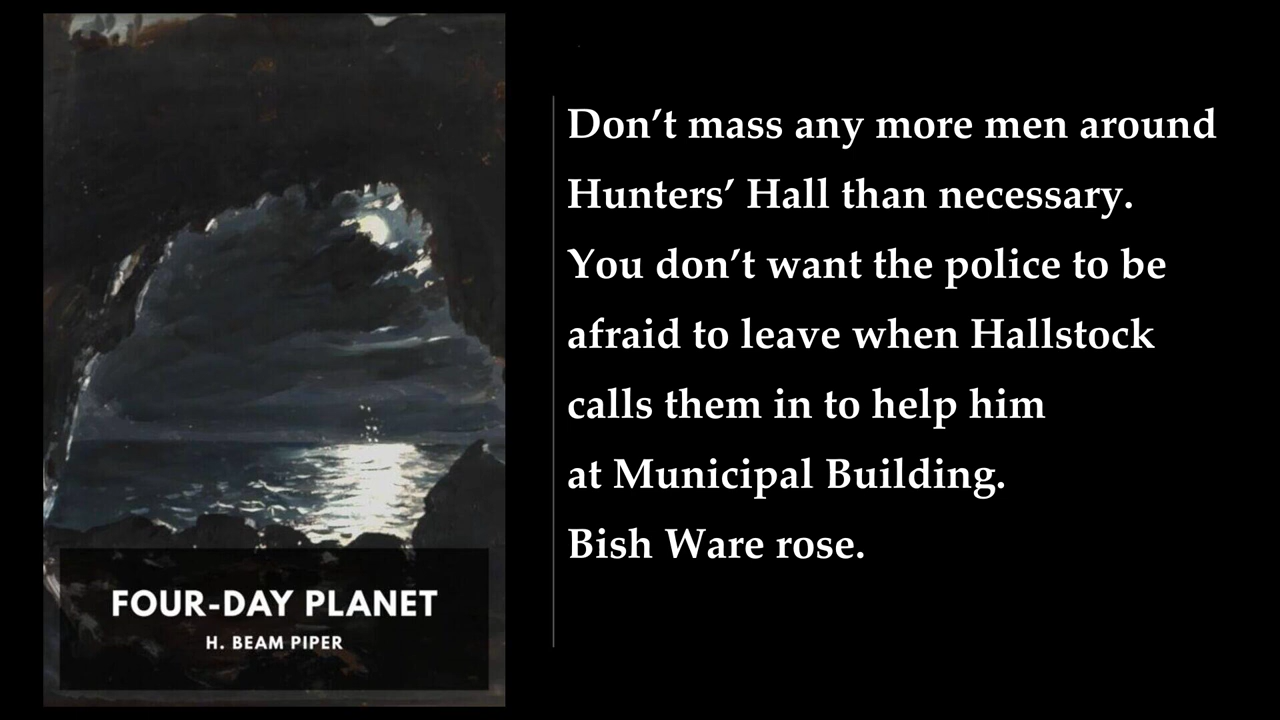 FOUR-DAY PLANET
H. BEAM PIPER
Don’t mass any more men around
Hunters’ Hall than necessary.
You don’t want the police to be
afraid to leave when Hallstock
calls them in to help him
at Municipal Building.
Bish Ware rose.